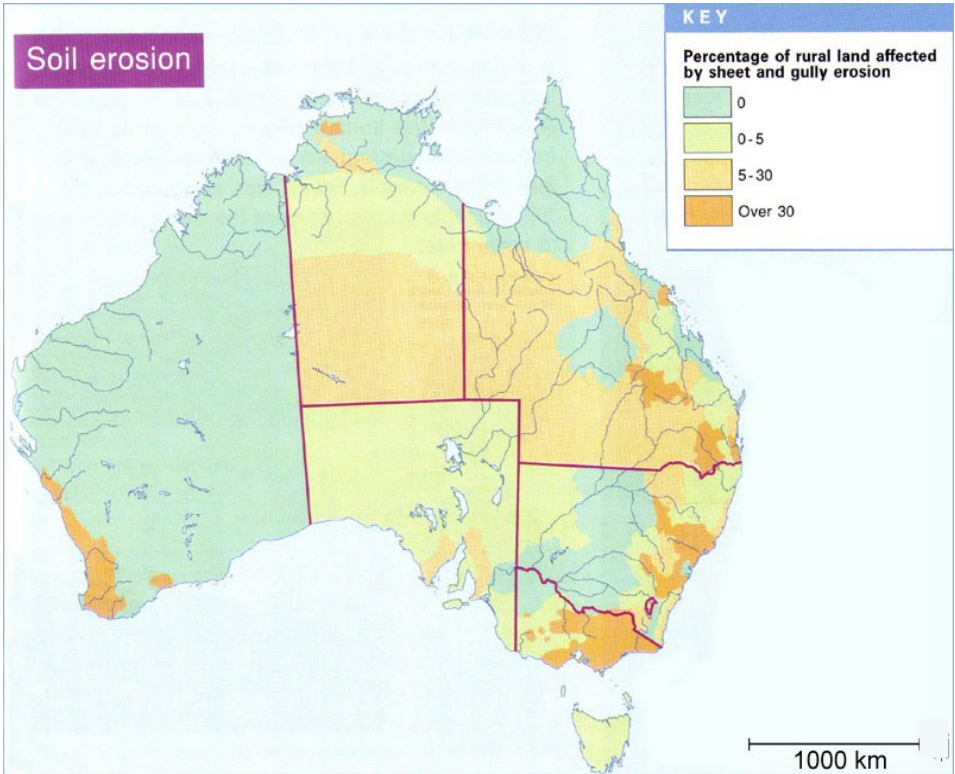 Soil erosion
KEY
Percentage of rural land affected
by sheet and gully erosion
0
0-5
5-30
Over 30
1000 km